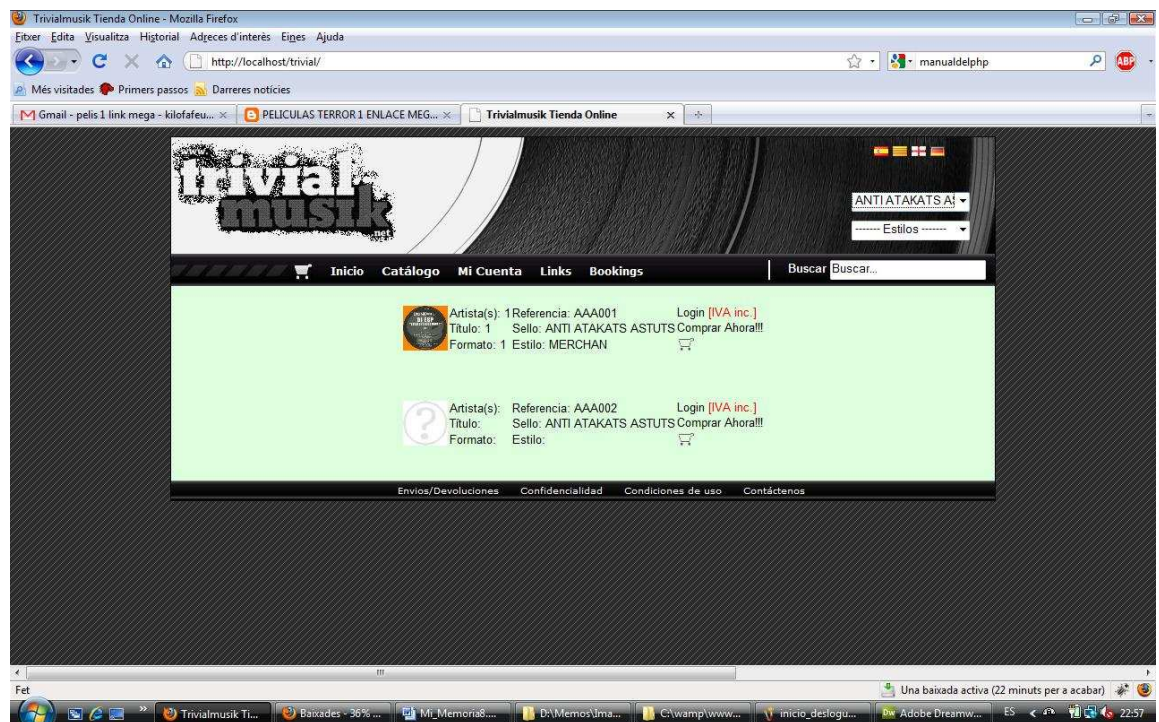 Trivialmusik Tienda Online - Mozilla Firefox
Fitxer Edita Visualitza Historial Adreces d'interès Eines Ajuda
http://localhost/trivial/
manualdelphp
ABP
Més visitades Primers passos Darreres notícies
Gmail - pelis 1 link mega - kilofafeu...
PELICULAS TERROR 1 ENLACE MEG...
Trivialmusik Tienda Online
trivial
musik
.net
ANTI ATAKATS A
------- Estilos -------
Inicio Catálogo Mi Cuenta Links Bookings
Buscar Buscar...
Artista(s): 1 Referencia: AAA001 Login [IVA inc.]
Título: 1 Sello: ANTI ATAKATS ASTUTS Comprar Ahora!!!
Formato: 1 Estilo: MERCHAN
Artista(s): Referencia: AAA002 Login [IVA inc.]
Título: Sello: ANTI ATAKATS ASTUTS Comprar Ahora!!!
Formato: Estilo:
Envios/Devoluciones Confidencialidad Condiciones de uso Contáctenos
Fet
Una baixada activa (22 minuts per a acabar)
Trivialmusik Ti...
Baixades - 36% ...
Mi_Memoria8....
D:\Memos\Ima...
C:\wamp\www...
inicio_deslogu...
Adobe Dreamw...
ES
22:57